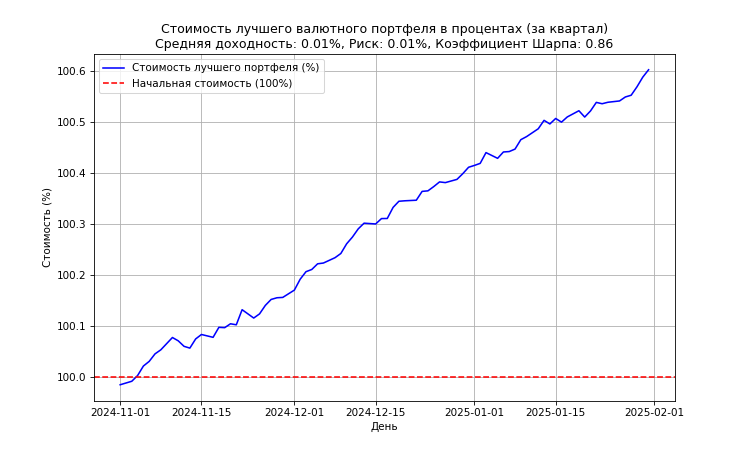 Стоимость лучшего валютного портфеля в процентах (за квартал)
Средняя доходность: 0.01%, Риск: 0.01%, Коэффициент Шарпа: 0.86
Стоимость лучшего портфеля (%)
Начальная стоимость (100%)
Стоимость (%)
100.6
100.5
100.4
100.3
100.2
100.1
100.0
2024-11-01 2024-11-15 2024-12-01 2024-12-15 2025-01-01 2025-01-15 2025-02-01
День